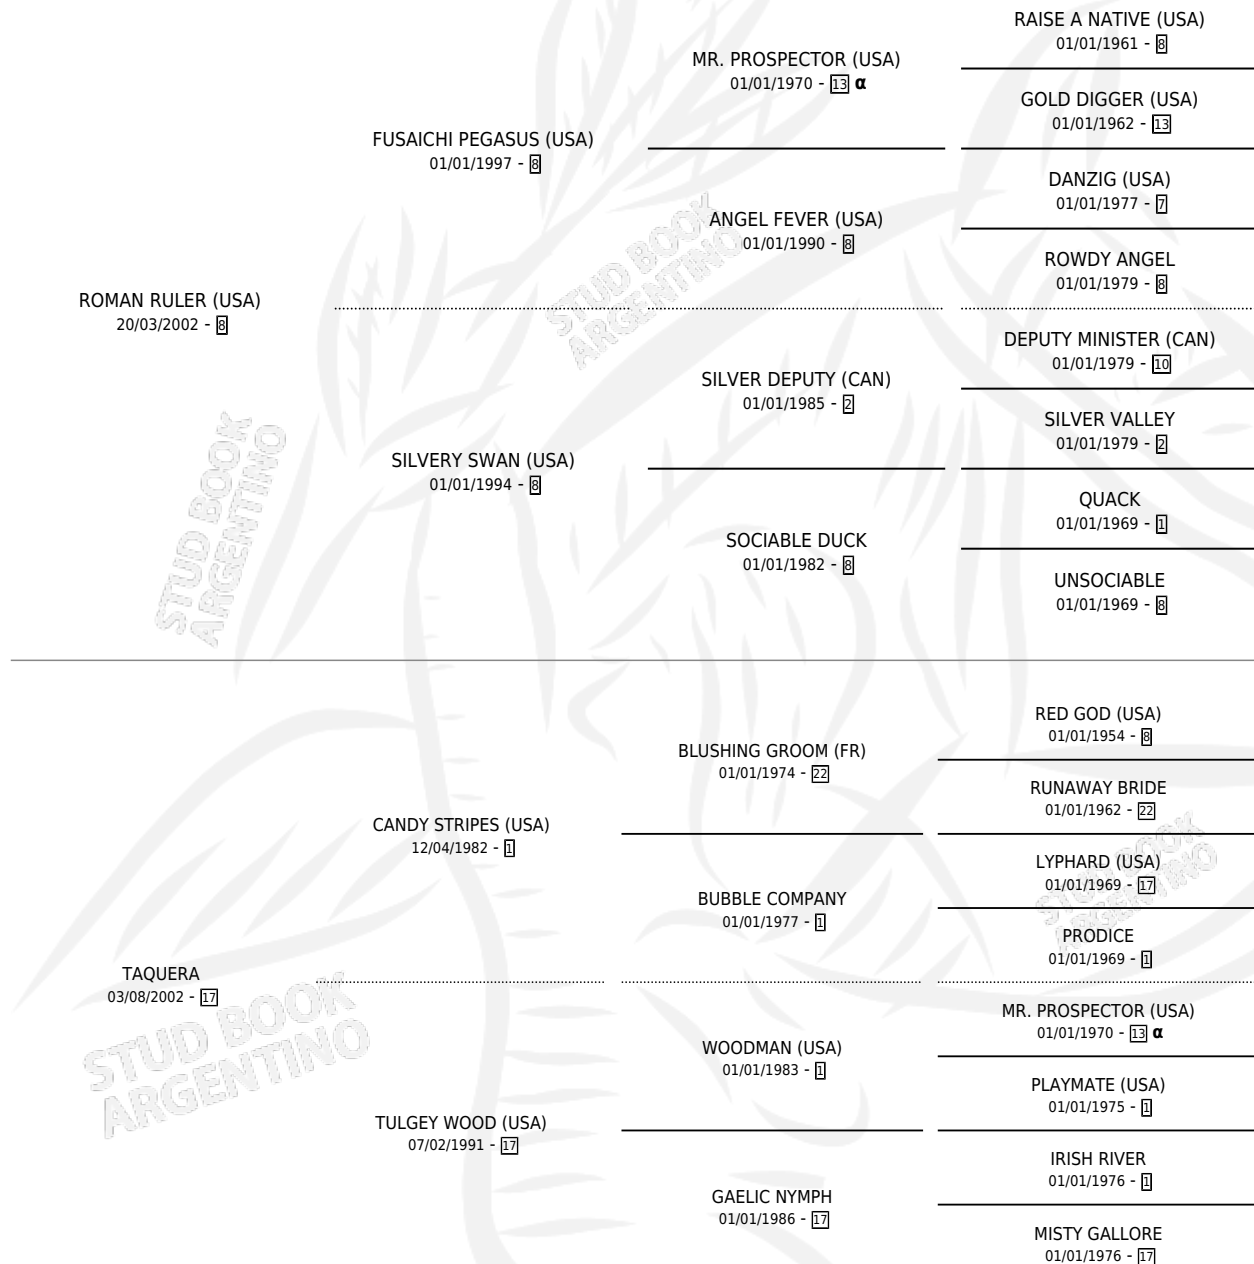 RAISE A NATIVE (USA)
01/01/1961 - 8
MR. PROSPECTOR (USA)
01/01/1970 - 13 α
GOLD DIGGER (USA)
01/01/1962 - 13
FUSAICHI PEGASUS (USA)
01/01/1997 - 8
DANZIG (USA)
01/01/1977 - 7
ANGEL FEVER (USA)
01/01/1990 - 8
ROWDY ANGEL
01/01/1979 - 8
ROMAN RULER (USA)
20/03/2002 - 8
DEPUTY MINISTER (CAN)
01/01/1979 - 10
SILVER DEPUTY (CAN)
01/01/1985 - 2
SILVER VALLEY
01/01/1979 - 2
SILVERY SWAN (USA)
01/01/1994 - 8
QUACK
01/01/1969 - 1
SOCIABLE DUCK
01/01/1982 - 8
UNSOCIABLE
01/01/1969 - 8
RED GOD (USA)
01/01/1954 - 8
BLUSHING GROOM (FR)
01/01/1974 - 22
RUNAWAY BRIDE
01/01/1962 - 22
CANDY STRIPES (USA)
12/04/1982 - 1
LYPHARD (USA)
01/01/1969 - 17
BUBBLE COMPANY
01/01/1977 - 1
PRODICE
01/01/1969 - 1
TAQUERA
03/08/2002 - 17
MR. PROSPECTOR (USA)
01/01/1970 - 13 α
WOODMAN (USA)
01/01/1983 - 1
PLAYMATE (USA)
01/01/1975 - 1
TULGEY WOOD (USA)
07/02/1991 - 17
IRISH RIVER
01/01/1976 - 1
GAELIC NYMPH
01/01/1986 - 17
MISTY GALLORE
01/01/1976 - 17
STUD BOOK
ARGENTINO
STUD BOOK
ARGENTINO
STUD BOOK
ARGENTINO
STUD BOOK
ARGENTINO